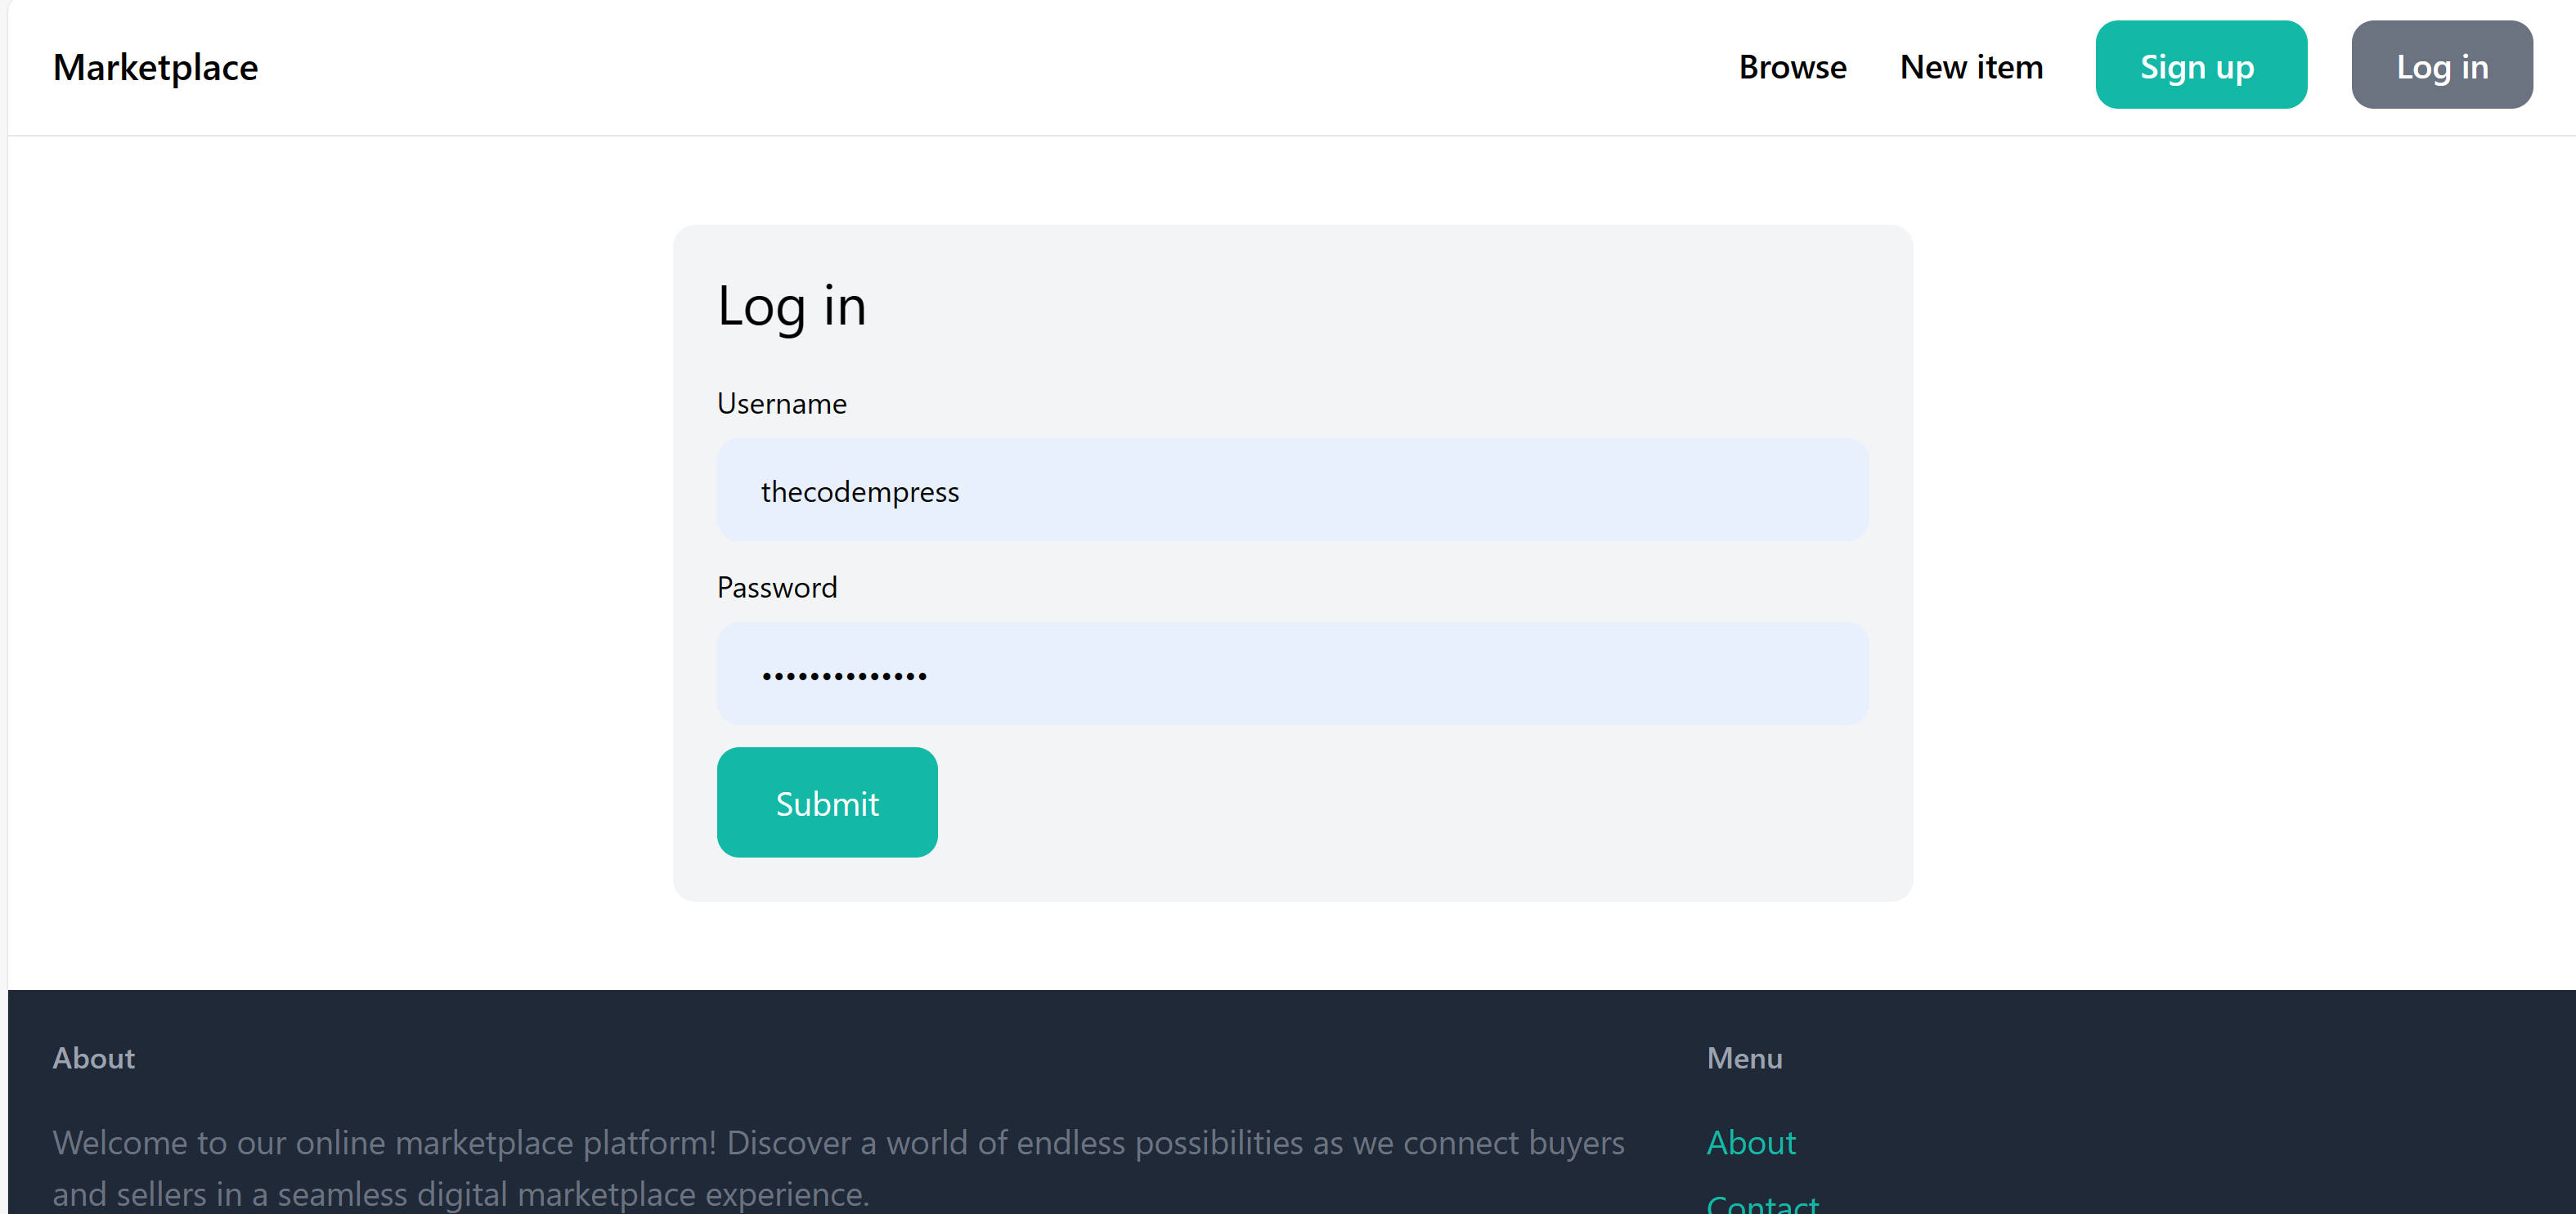 Marketplace
Browse
New item
Sign up
Log in
Log in
Username
thecodempress
Password
••••••••••••••
Submit
About
Welcome to our online marketplace platform! Discover a world of endless possibilities as we connect buyers
and sellers in a seamless digital marketplace experience.
Menu
About
Contact